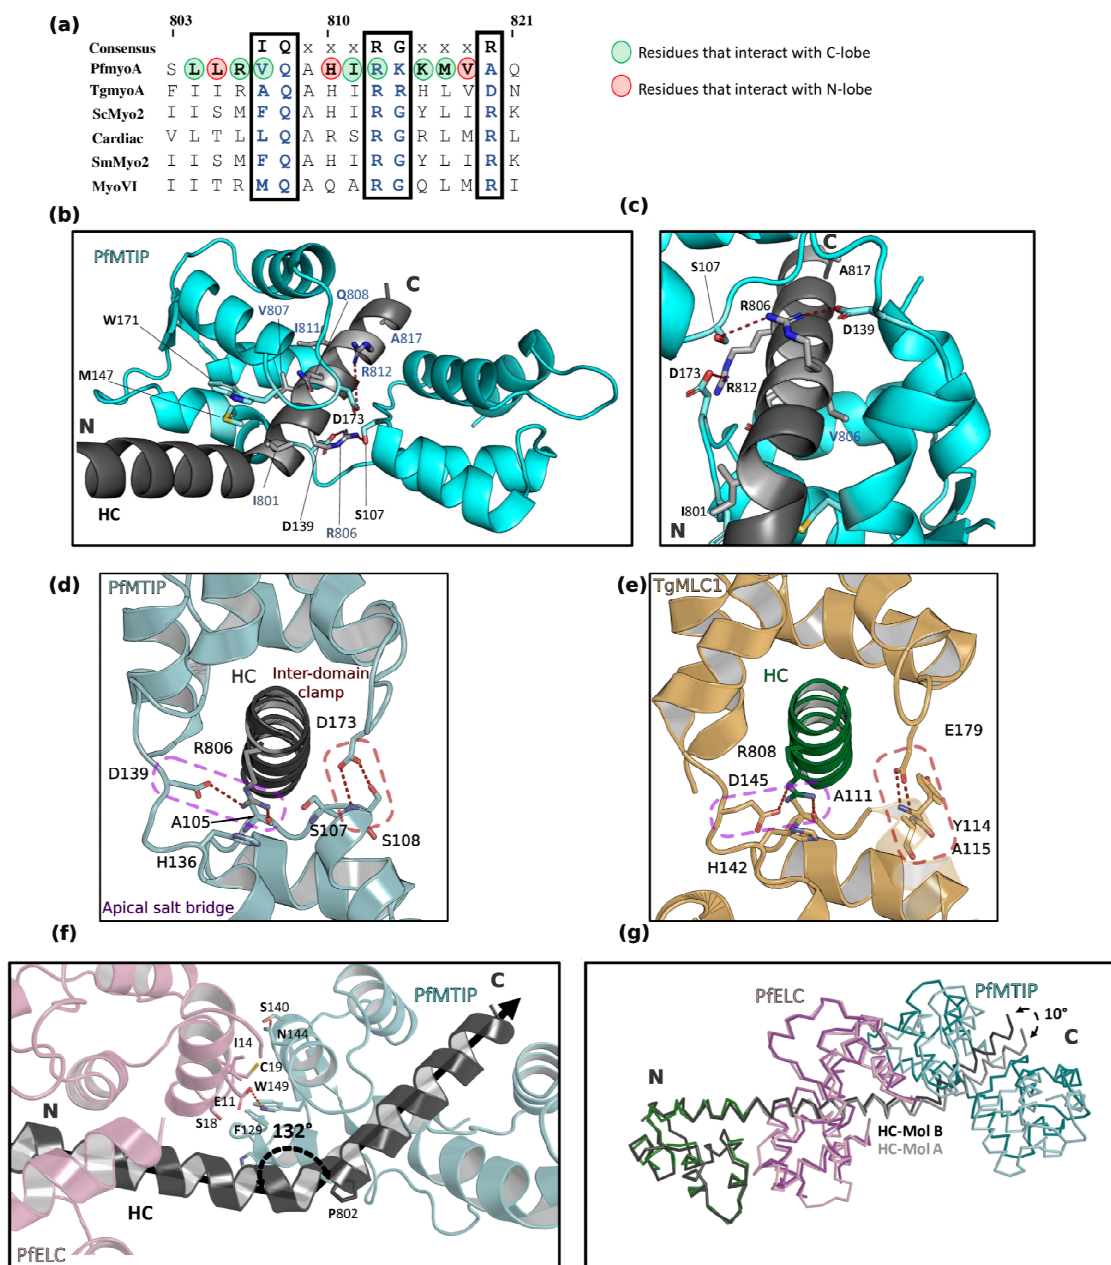 (a)
803 810 821
Consensus I Q x x x R G x x x R
PfmyoA S L L R V Q A H I R K K M V A Q
TgmyoA F I I R A Q A H I R R H L V D N
ScMyo2 I I S M F Q A H I R G Y L I R K
Cardiac V L T L L Q A R S R G R L M R L
SmMyo2 I I S M F Q A H I R G Y L I R K
MyoVI I I T R M Q A Q A R G Q L M R I
Residues that interact with C-lobe
Residues that interact with N-lobe
(b)
PfMTIP
C
Q808
V807
I811
W171
A817
R812
M147
N
D173
I801
HC
D139
S107
R806
(c)
C
S107
A817
R806
D139
D173
R812
V806
I801
N
(d)
PfMTIP
HC
Inter-domain
clamp
D173
R806
D139
A105
S107
S108
H136
Apical salt bridge
(e)
TgMLC1
HC
E179
R808
D145
A111
Y114
A115
H142
(f)
PfMTIP
C
S140
N144
I14
C19
W149
N
E11
S18
F129
132°
P802
HC
PfELC
(g)
PfELC
PfMTIP
10°
C
N
HC-Mol B
HC-Mol A